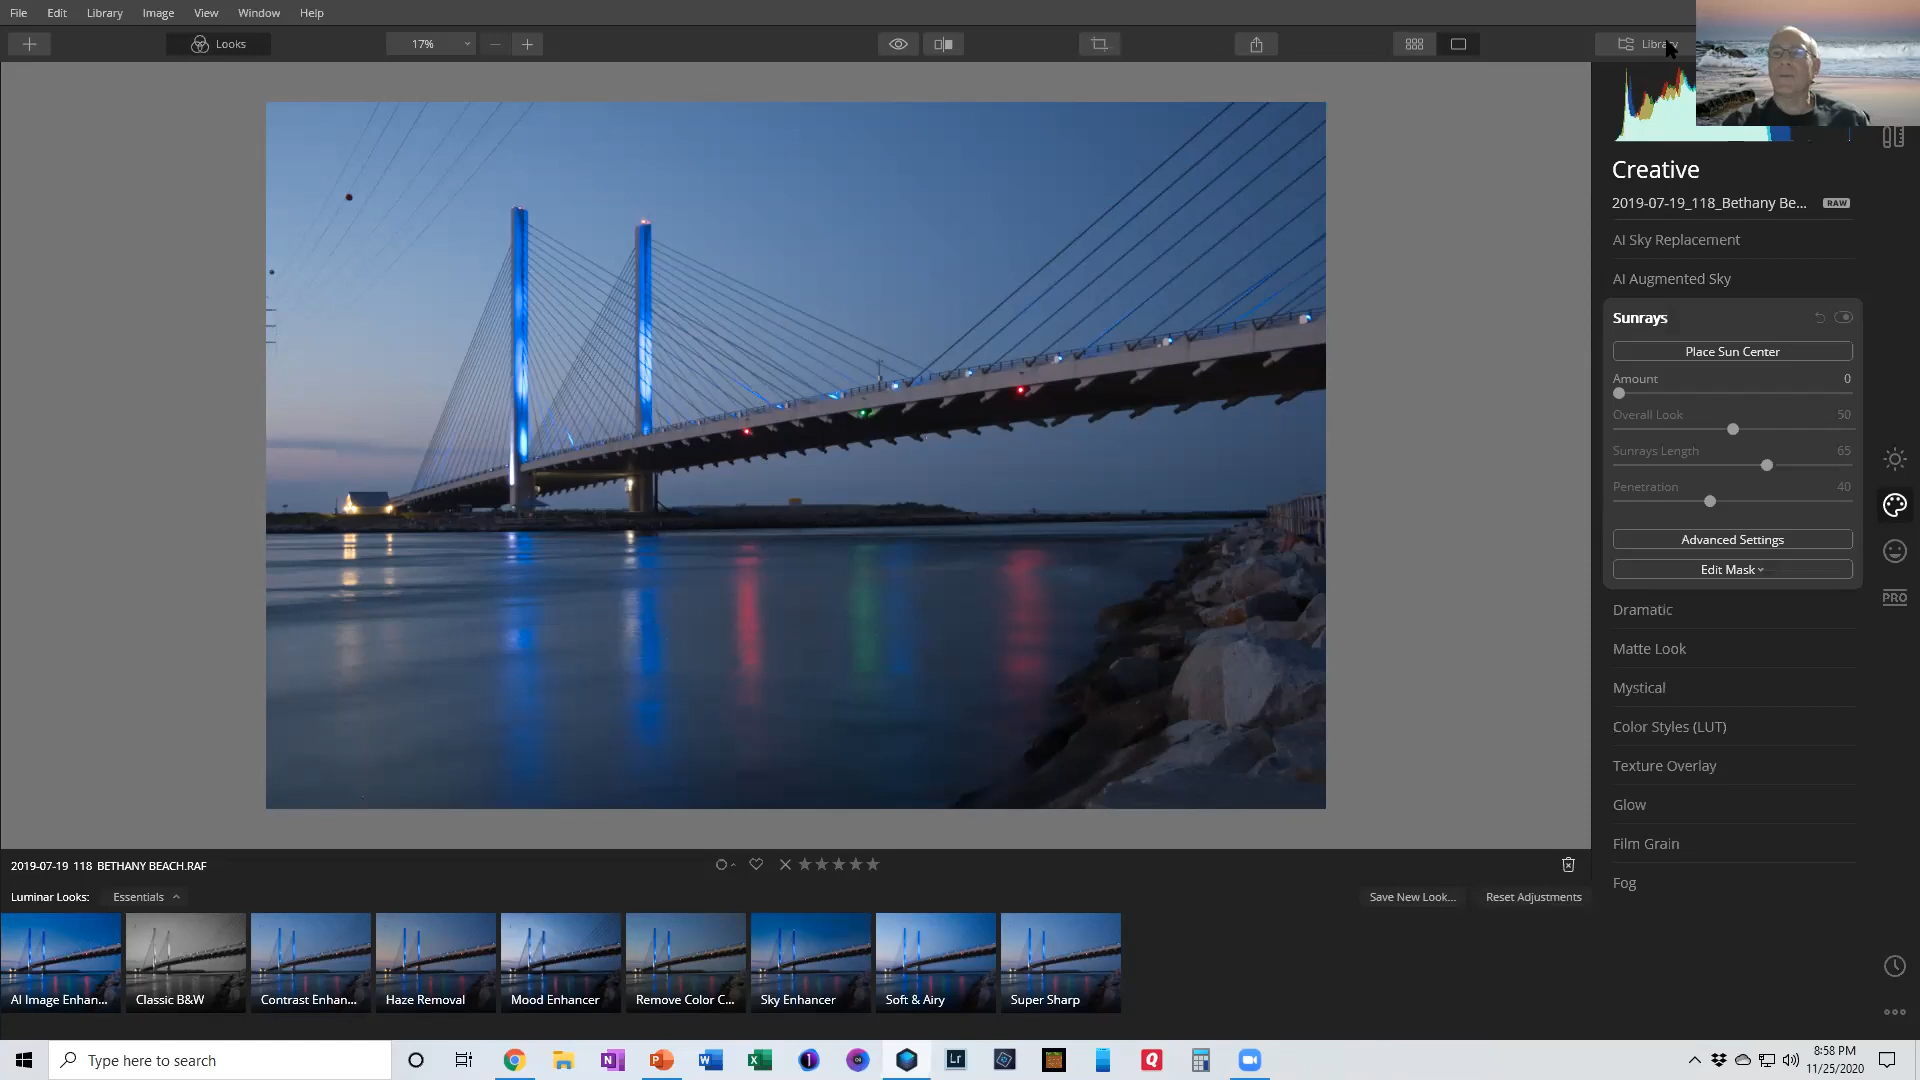 File Edit Library Image View Window Help
Looks 17% Library
Creative
2019-07-19_118_Bethany Be... RAW
AI Sky Replacement
AI Augmented Sky
Sunrays
Place Sun Center
Amount 0
Overall Look 50
Sunrays Length 65
Penetration 40
Advanced Settings
Edit Mask
Dramatic
PRO
Matte Look
Mystical
Color Styles (LUT)
Texture Overlay
Glow
Film Grain
Fog
2019-07-19 118 BETHANY BEACH.RAF
Luminar Looks: Essentials Save New Look... Reset Adjustments
AI Image Enhan... Classic B&W Contrast Enhan... Haze Removal Mood Enhancer Remove Color C... Sky Enhancer Soft & Airy Super Sharp
Type here to search
Lr
8:58 PM
11/25/2020